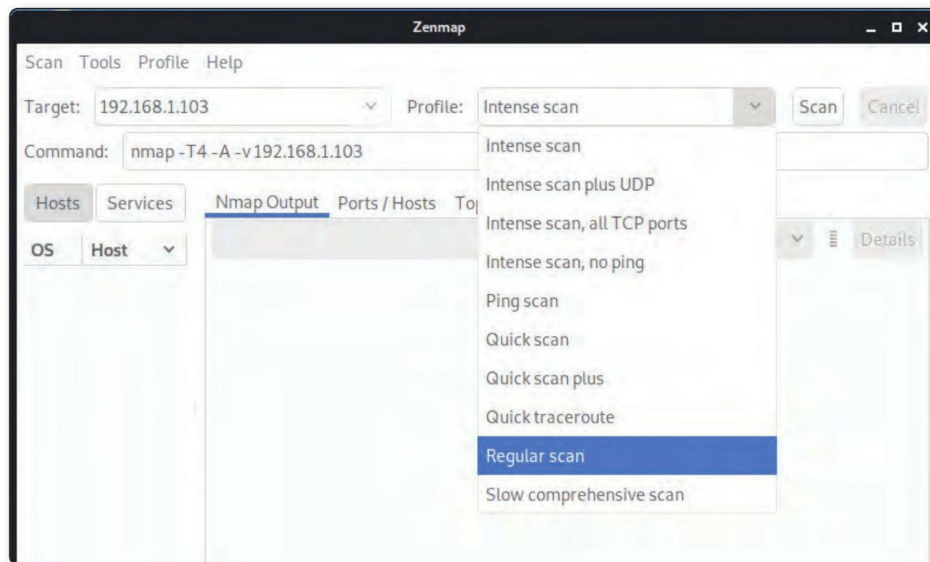 Zenmap
Scan Tools Profile Help
Target: 192.168.1.103 Profile: Intense scan Scan Cancel
Command: nmap -T4 -A -v 192.168.1.103
Intense scan
Intense scan plus UDP
Intense scan, all TCP ports
Intense scan, no ping
Ping scan
Quick scan
Quick scan plus
Quick traceroute
Regular scan
Slow comprehensive scan
Hosts Services Nmap Output Ports / Hosts
OS Host Details